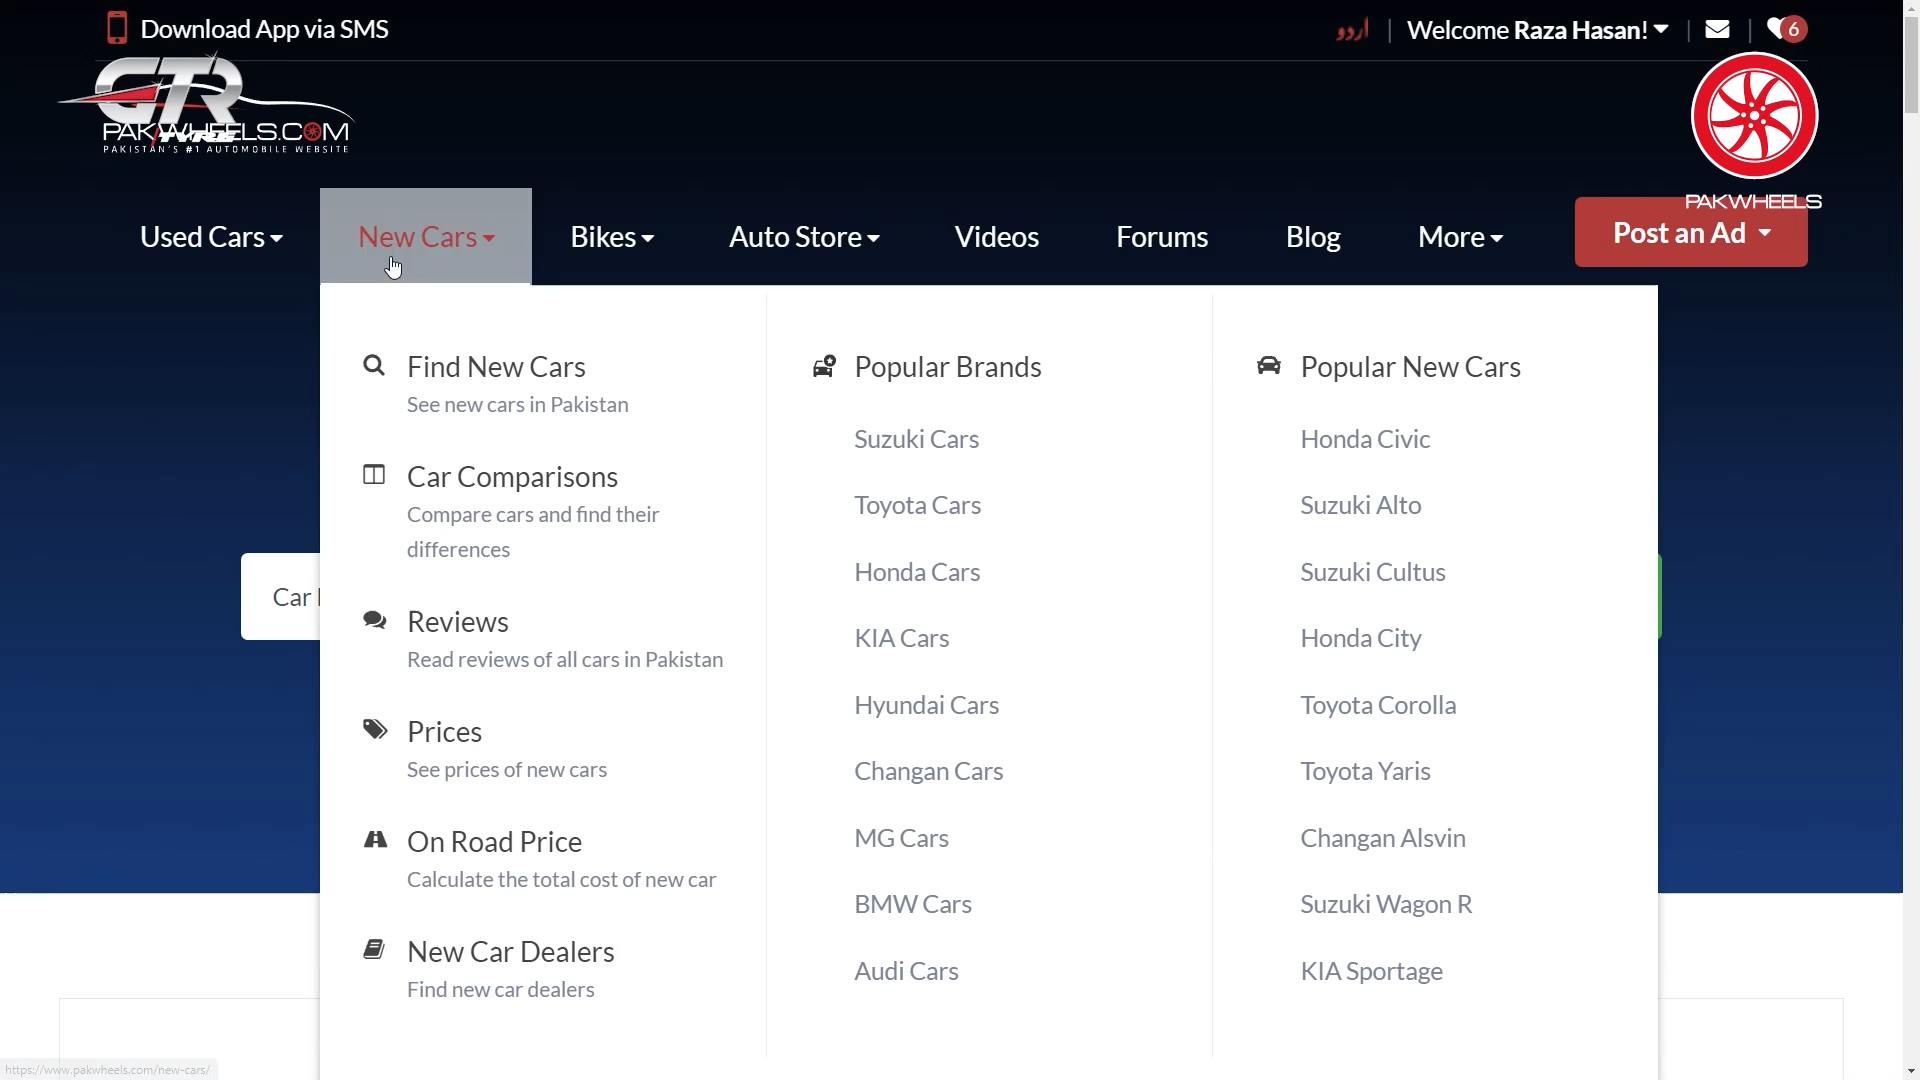 Download App via SMS
اردو
Welcome Raza Hasan!
6
GTR
TYRE
PAKWHEELS.COM
PAKISTAN'S #1 AUTOMOBILE WEBSITE
PAKWHEELS
Used Cars
New Cars
Bikes
Auto Store
Videos
Forums
Blog
More
Post an Ad
Find New Cars
See new cars in Pakistan
Car Comparisons
Compare cars and find their
differences
Reviews
Read reviews of all cars in Pakistan
Prices
See prices of new cars
On Road Price
Calculate the total cost of new car
New Car Dealers
Find new car dealers
Popular Brands
Suzuki Cars
Toyota Cars
Honda Cars
KIA Cars
Hyundai Cars
Changan Cars
MG Cars
BMW Cars
Audi Cars
Popular New Cars
Honda Civic
Suzuki Alto
Suzuki Cultus
Honda City
Toyota Corolla
Toyota Yaris
Changan Alsvin
Suzuki Wagon R
KIA Sportage
Car
https://www.pakwheels.com/new-cars/